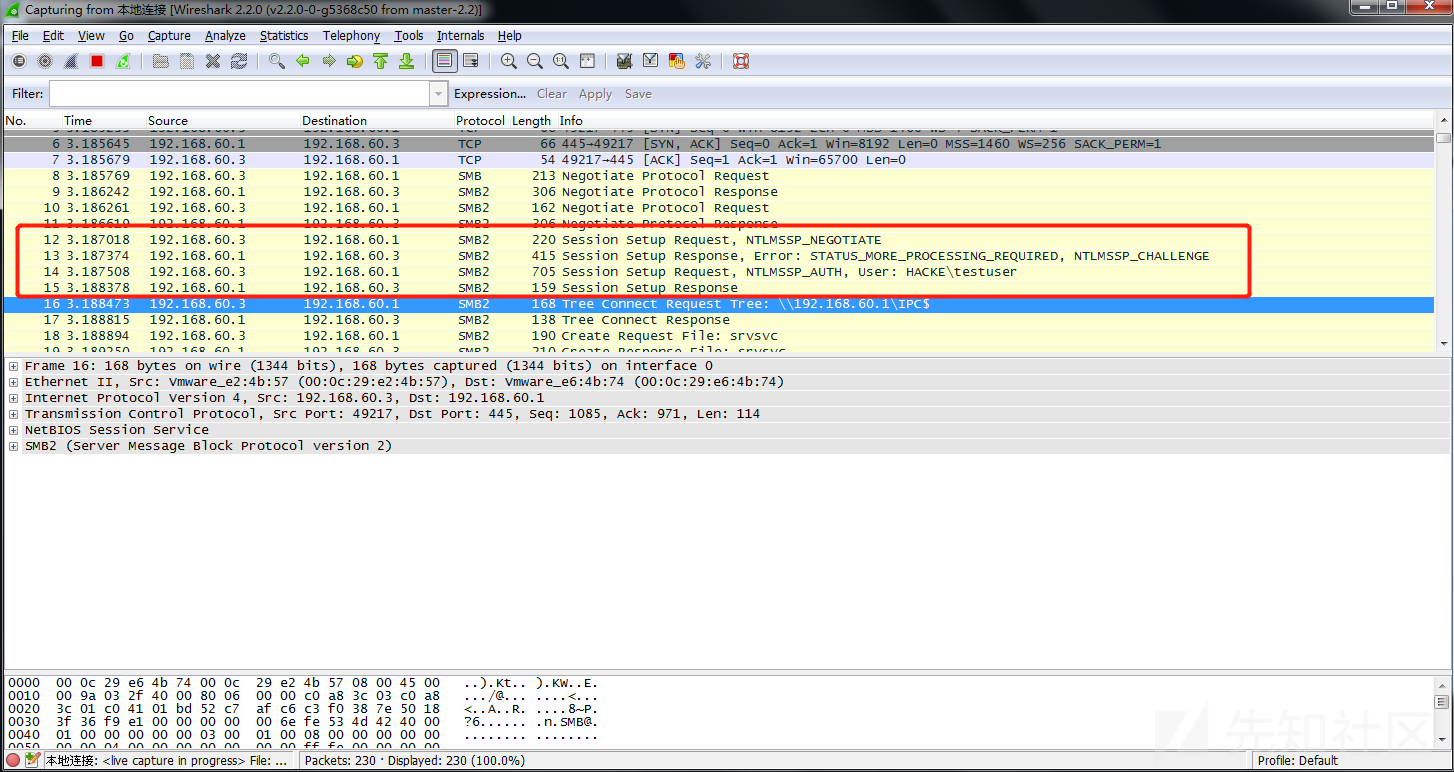 Capturing from 本地连接 [Wireshark 2.2.0 (v2.2.0-0-g5368c50 from master-2.2)]
File Edit View Go Capture Analyze Statistics Telephony Tools Internals Help
Filter: Expression... Clear Apply Save
No. Time Source Destination Protocol Length Info
6 3.185645 192.168.60.1 192.168.60.3 TCP 66 445→49217 [SYN, ACK] Seq=0 Ack=1 Win=8192 Len=0 MSS=1460 WS=256 SACK_PERM=1
7 3.185679 192.168.60.3 192.168.60.1 TCP 54 49217→445 [ACK] Seq=1 Ack=1 Win=65700 Len=0
8 3.185769 192.168.60.3 192.168.60.1 SMB 213 Negotiate Protocol Request
9 3.186242 192.168.60.1 192.168.60.3 SMB2 306 Negotiate Protocol Response
10 3.186261 192.168.60.3 192.168.60.1 SMB2 162 Negotiate Protocol Request
11 3.186619 192.168.60.1 192.168.60.3 SMB2 306 Negotiate Protocol Response
12 3.187018 192.168.60.3 192.168.60.1 SMB2 220 Session Setup Request, NTLMSSP_NEGOTIATE
13 3.187374 192.168.60.1 192.168.60.3 SMB2 415 Session Setup Response, Error: STATUS_MORE_PROCESSING_REQUIRED, NTLMSSP_CHALLENGE
14 3.187508 192.168.60.3 192.168.60.1 SMB2 705 Session Setup Request, NTLMSSP_AUTH, User: HACKE\testuser
15 3.188378 192.168.60.1 192.168.60.3 SMB2 159 Session Setup Response
16 3.188473 192.168.60.3 192.168.60.1 SMB2 168 Tree Connect Request Tree: \\192.168.60.1\IPC$
17 3.188815 192.168.60.1 192.168.60.3 SMB2 138 Tree Connect Response
18 3.188894 192.168.60.3 192.168.60.1 SMB2 190 Create Request File: srvsvc
19 3.189250 192.168.60.1 192.168.60.3 SMB2 210 Create Response File: srvsvc
Frame 16: 168 bytes on wire (1344 bits), 168 bytes captured (1344 bits) on interface 0
Ethernet II, Src: Vmware_e2:4b:57 (00:0c:29:e2:4b:57), Dst: Vmware_e6:4b:74 (00:0c:29:e6:4b:74)
Internet Protocol Version 4, Src: 192.168.60.3, Dst: 192.168.60.1
Transmission Control Protocol, Src Port: 49217, Dst Port: 445, Seq: 1085, Ack: 971, Len: 114
NetBIOS Session Service
SMB2 (Server Message Block Protocol version 2)
0000 00 0c 29 e6 4b 74 00 0c 29 e2 4b 57 08 00 45 00 ..).Kt.. ).KW..E.
0010 00 9a 03 2f 40 00 80 06 00 00 c0 a8 3c 03 c0 a8 .../@... ....<...
0020 3c 01 c0 41 01 bd 52 c7 af c6 c3 f0 38 7e 50 18 <..A..R. ....8~P.
0030 3f 36 f9 e1 00 00 00 00 00 6e fe 53 4d 42 40 00 ?6...... .n.SMB@.
0040 01 00 00 00 00 00 03 00 01 00 08 00 00 00 00 00 ........ ........
先知社区
本地连接: <live capture in progress> File: ... Packets: 230 · Displayed: 230 (100.0%) Profile: Default